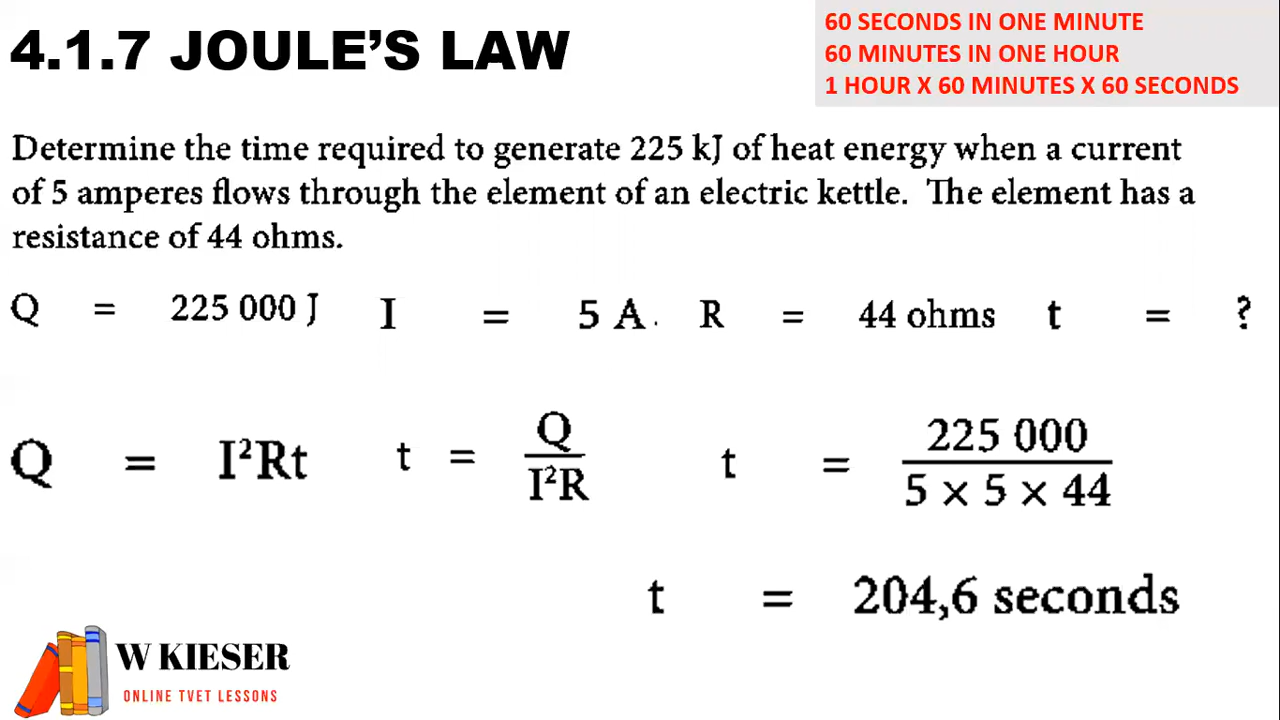 4.1.7 JOULE’S LAW
60 SECONDS IN ONE MINUTE
60 MINUTES IN ONE HOUR
1 HOUR X 60 MINUTES X 60 SECONDS
Determine the time required to generate 225 kJ of heat energy when a current
of 5 amperes flows through the element of an electric kettle. The element has a
resistance of 44 ohms.
Q = 225 000 J I = 5 A. R = 44 ohms t = ?
Q = I²Rt t = Q / I²R t = 225 000 / 5 × 5 × 44
t = 204,6 seconds
W KIESER
ONLINE TVET LESSONS